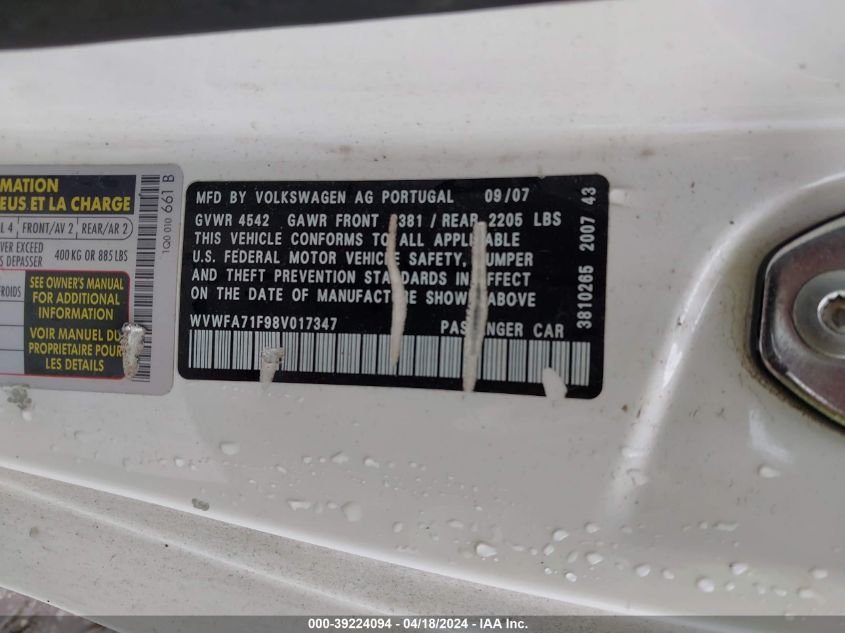 MATION
EUS ET LA CHARGE
L 4 FRONT/AV 2 REAR/AR 2
VER EXCEED
S DEPASSER 400 KG OR 885 LBS
SEE OWNER'S MANUAL
FOR ADDITIONAL
INFORMATION
VOIR MANUEL DU
PROPRIETAIRE POUR
LES DETAILS
1Q0 010 661 B
MFD BY VOLKSWAGEN AG PORTUGAL 09/07
GVWR 4542 GAWR FRONT 381 / REAR 2205 LBS
THIS VEHICLE CONFORMS TO ALL APPLICABLE
U.S. FEDERAL MOTOR VEHICLE SAFETY, BUMPER
AND THEFT PREVENTION STANDARDS IN EFFECT
ON THE DATE OF MANUFACTURE SHOWN ABOVE
WVWFA71F98V017347 PASSENGER CAR
3810265 2007 43
000-39224094 - 04/18/2024 - IAA Inc.